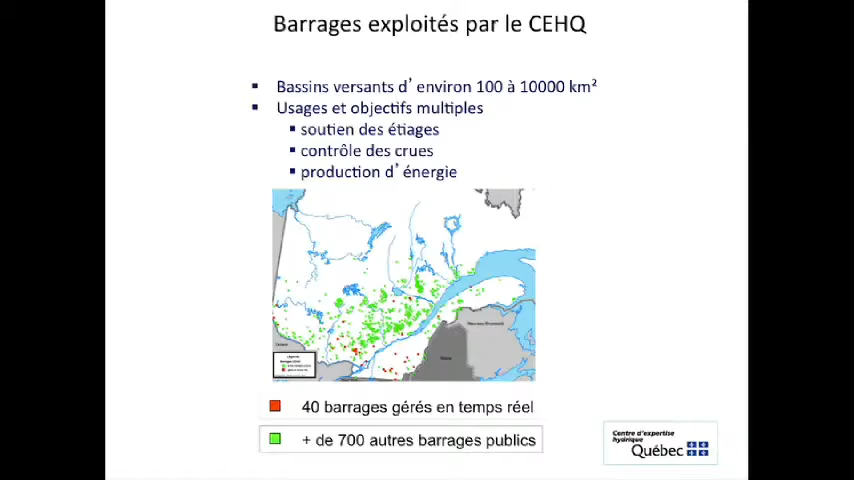 Barrages exploités par le CEHQ
▪ Bassins versants d’environ 100 à 10000 km²
▪ Usages et objectifs multiples
▪ soutien des étiages
▪ contrôle des crues
▪ production d’énergie
40 barrages gérés en temps réel
+ de 700 autres barrages publics
Centre d'expertise
hydrique
Québec